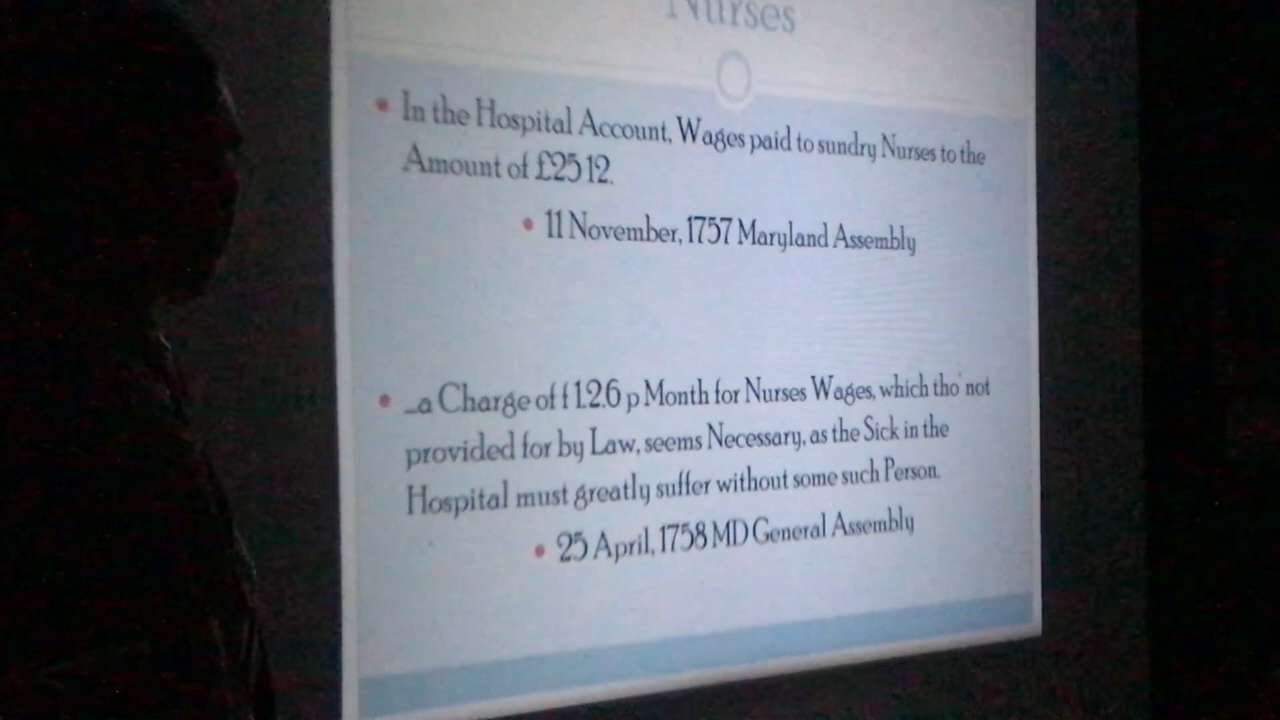 Nurses
• In the Hospital Account, Wages paid to sundry Nurses to the
Amount of £25 12.
• 11 November, 1757 Maryland Assembly
• ...a Charge of £1.2.6 p Month for Nurses Wages, which tho' not
provided for by Law, seems Necessary, as the Sick in the
Hospital must greatly suffer without some such Person.
• 25 April, 1758 MD General Assembly